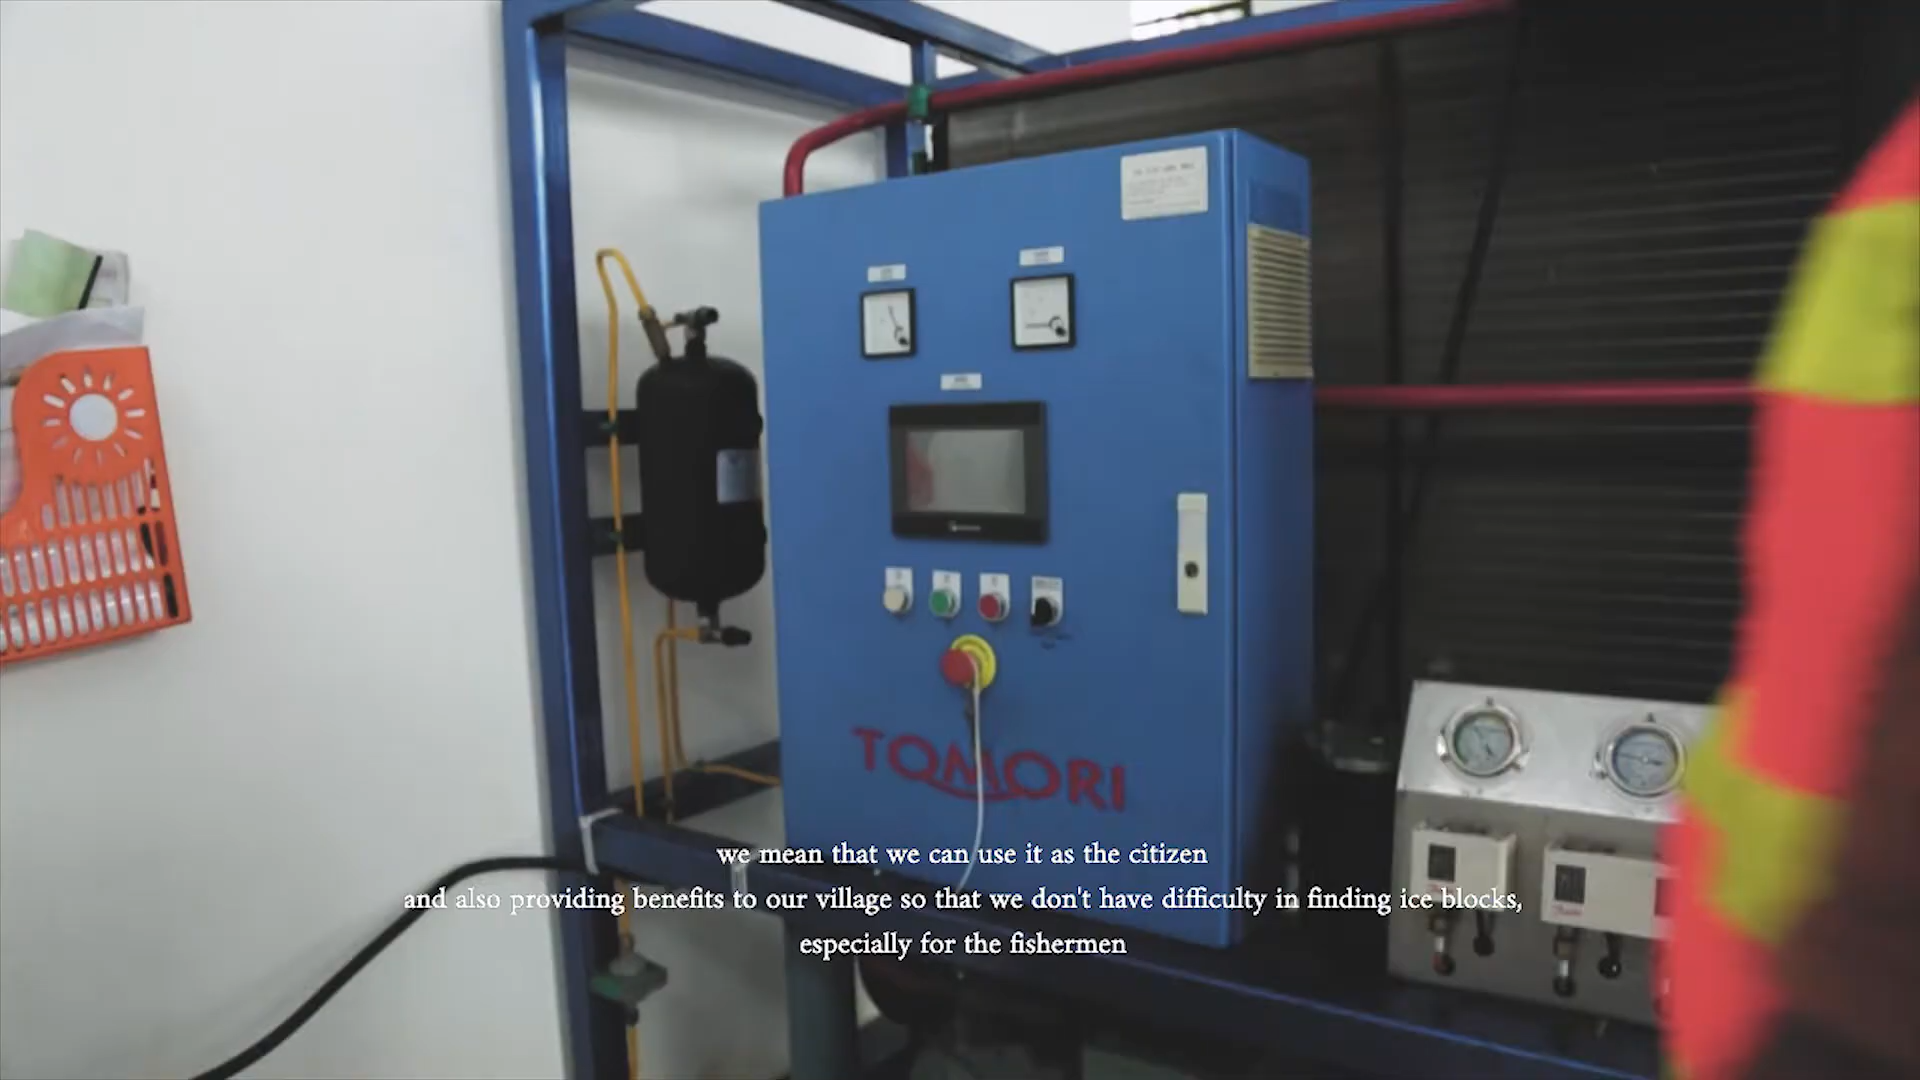 TOMORI
we mean that we can use it as the citizen
and also providing benefits to our village so that we don't have difficulty in finding ice blocks,
especially for the fishermen